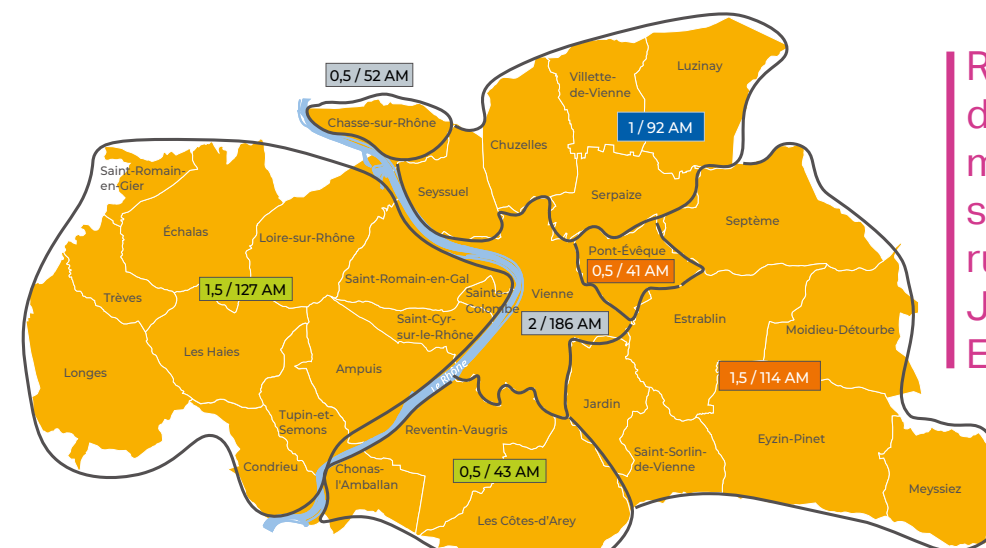 0,5 / 52 AM
Chasse-sur-Rhône
Villette-
de-Vienne
Luzinay
1 / 92 AM
Chuzelles
Saint-Romain-
en-Gier
Seyssuel
Serpaize
Septème
Échalas
Loire-sur-Rhône
Pont-Évêque
0,5 / 41 AM
Saint-Romain-en-Gal
1,5 / 127 AM
Trèves
Sainte-
Colombe
Vienne
2 / 186 AM
Saint-Cyr-
sur-le-Rhône
Estrablin
Moidieu-Détourbe
Les Haies
Longes
Ampuis
Le Rhône
1,5 / 114 AM
Jardin
Tupin-et-
Semons
Reventin-Vaugris
Eyzin-Pinet
Saint-Sorlin-
de-Vienne
Condrieu
Chonas-
l'Amballan
0,5 / 43 AM
Meyssiez
Les Côtes-d'Arey
R
d
m
s
ru
J
E